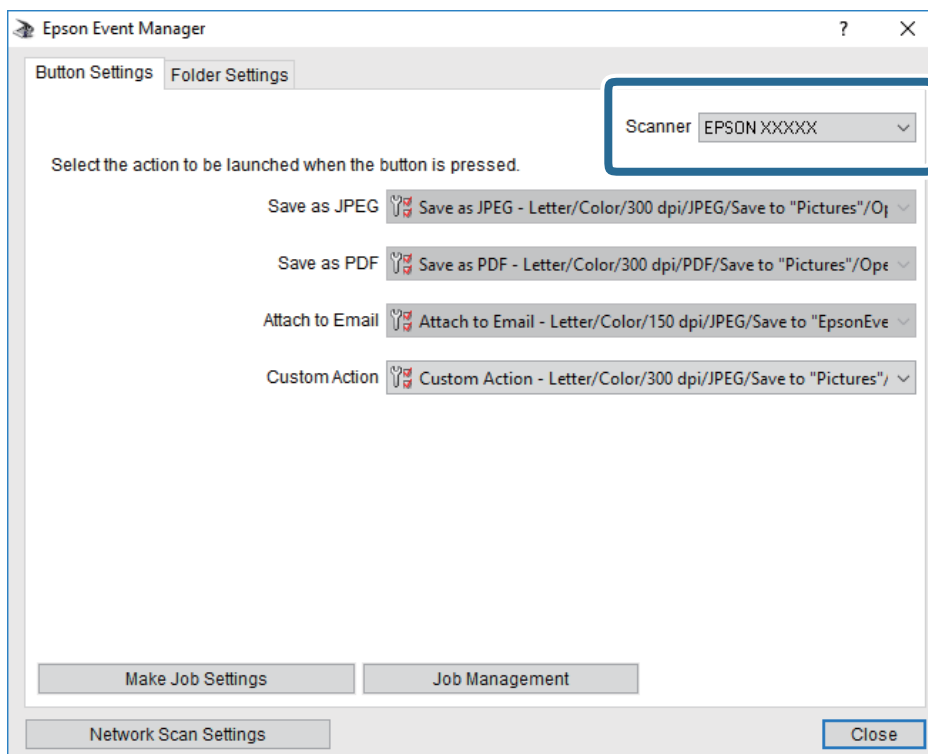 Epson Event Manager
Button Settings Folder Settings
Scanner EPSON XXXXX
Select the action to be launched when the button is pressed.
Save as JPEG Save as JPEG - Letter/Color/300 dpi/JPEG/Save to "Pictures"/Op
Save as PDF Save as PDF - Letter/Color/300 dpi/PDF/Save to "Pictures"/Ope
Attach to Email Attach to Email - Letter/Color/150 dpi/JPEG/Save to "EpsonEve
Custom Action Custom Action - Letter/Color/300 dpi/JPEG/Save to "Pictures"/
Make Job Settings Job Management
Network Scan Settings Close